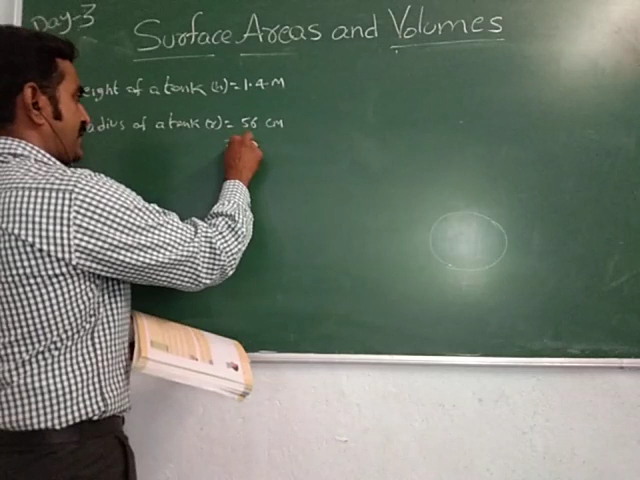 Day-3
Surface Areas and Volumes
eight of a tank (h) = 1.4 M
adius of a tank (r) = 56 CM